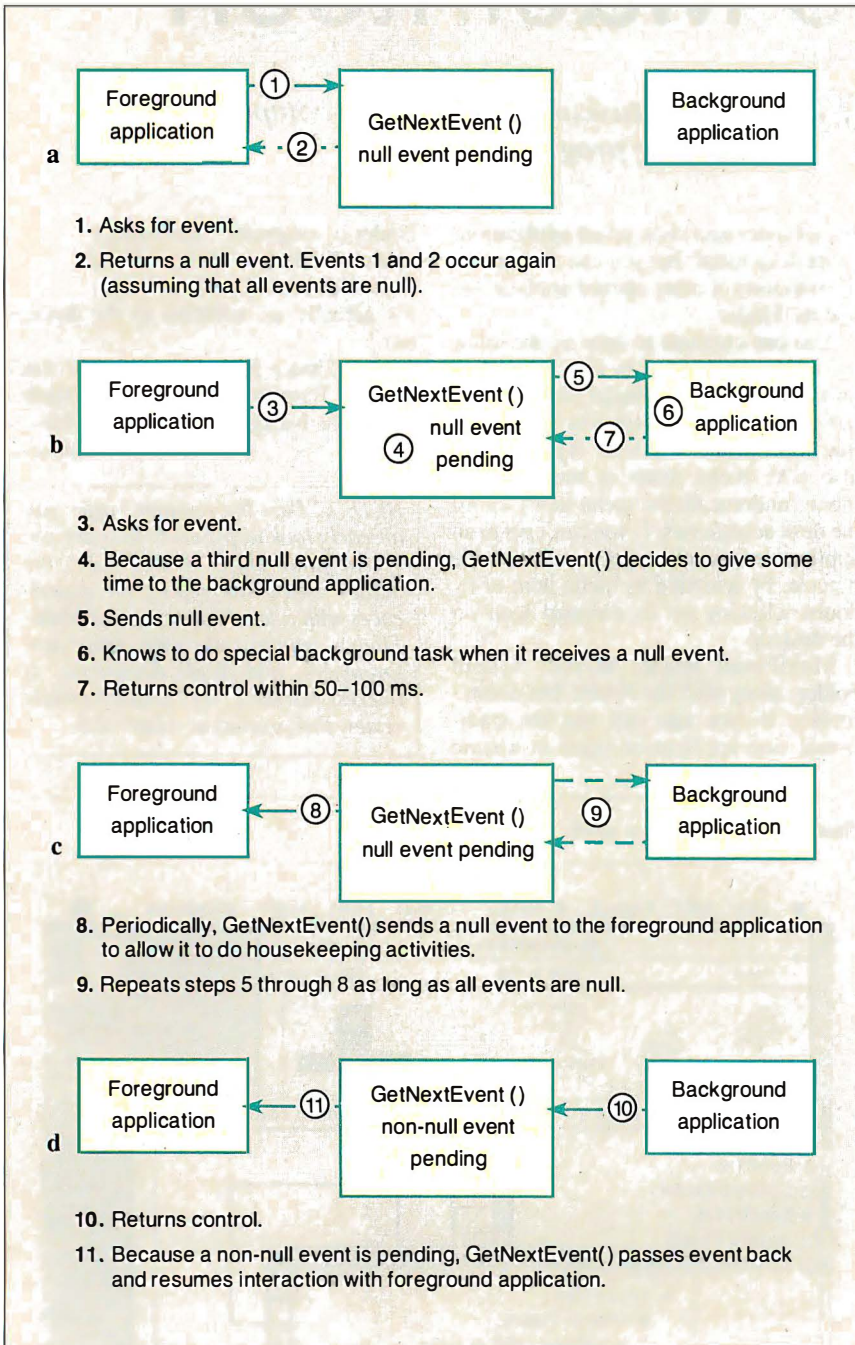 Foreground
application
1
2
GetNextEvent ()
null event pending
Background
application
a
1. Asks for event.
2. Returns a null event. Events 1 and 2 occur again
(assuming that all events are null).
Foreground
application
3
GetNextEvent ()
null event
4
pending
5
Background
6
application
7
b
3. Asks for event.
4. Because a third null event is pending, GetNextEvent() decides to give some
time to the background application.
5. Sends null event.
6. Knows to do special background task when it receives a null event.
7. Returns control within 50–100 ms.
Foreground
application
8
GetNextEvent ()
null event pending
9
Background
application
c
8. Periodically, GetNextEvent() sends a null event to the foreground application
to allow it to do housekeeping activities.
9. Repeats steps 5 through 8 as long as all events are null.
Foreground
application
11
GetNextEvent ()
non-null event
pending
10
Background
application
d
10. Returns control.
11. Because a non-null event is pending, GetNextEvent() passes event back
and resumes interaction with foreground application.